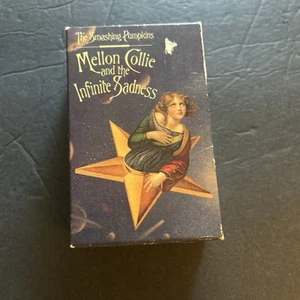 The Smashing Pumpkins
Mellon Collie
and the
Infinite Sadness